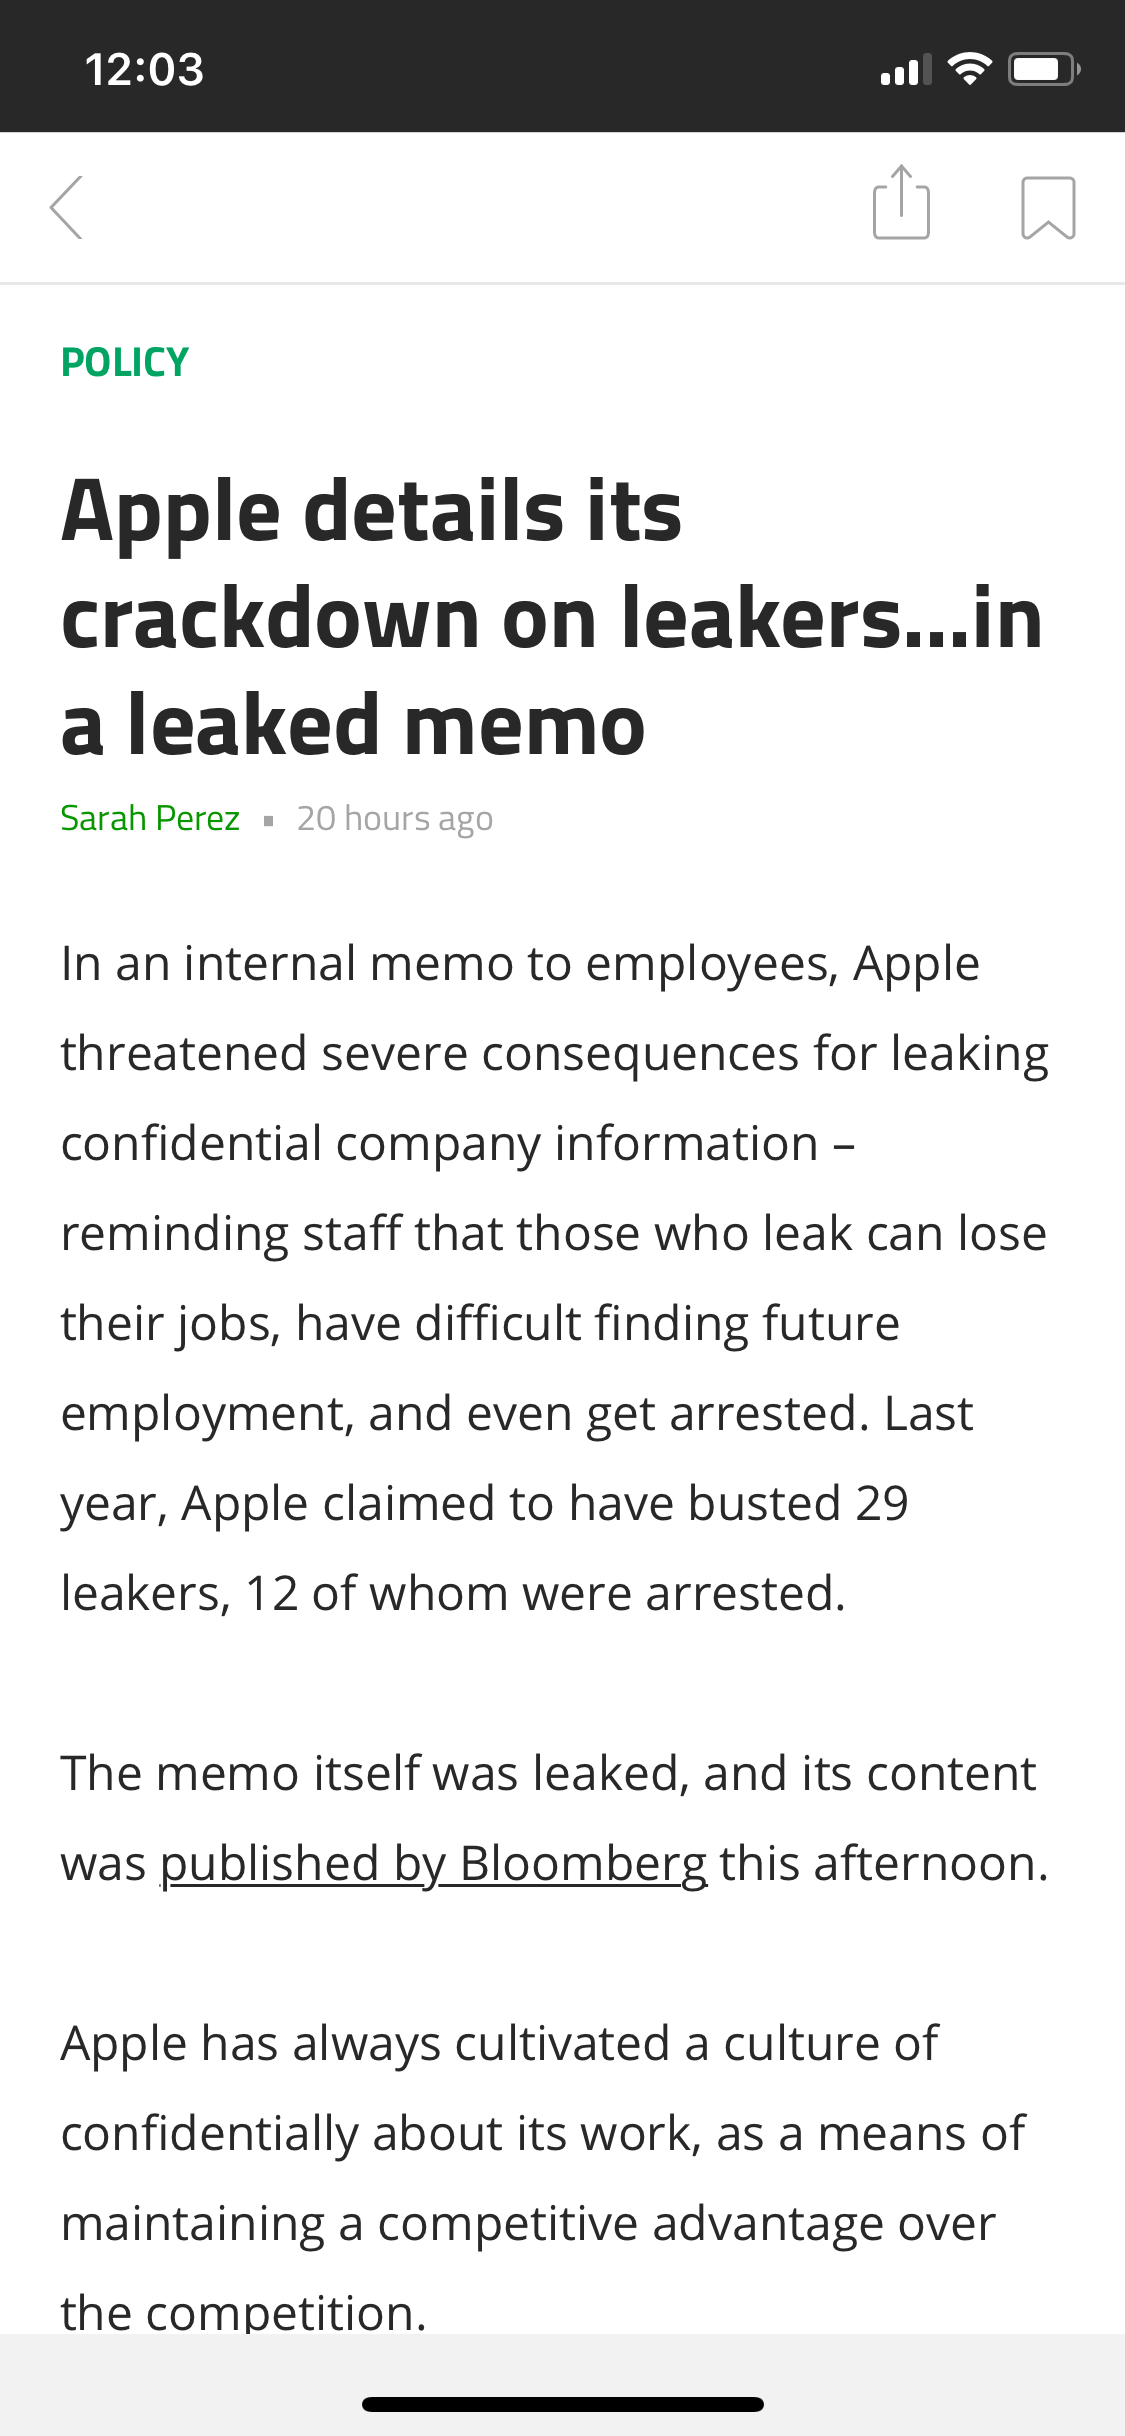 12:03
POLICY
Apple details its
crackdown on leakers...in
a leaked memo
Sarah Perez ▪ 20 hours ago
In an internal memo to employees, Apple
threatened severe consequences for leaking
confidential company information –
reminding staff that those who leak can lose
their jobs, have difficult finding future
employment, and even get arrested. Last
year, Apple claimed to have busted 29
leakers, 12 of whom were arrested.
The memo itself was leaked, and its content
was published by Bloomberg this afternoon.
Apple has always cultivated a culture of
confidentially about its work, as a means of
maintaining a competitive advantage over
the competition.